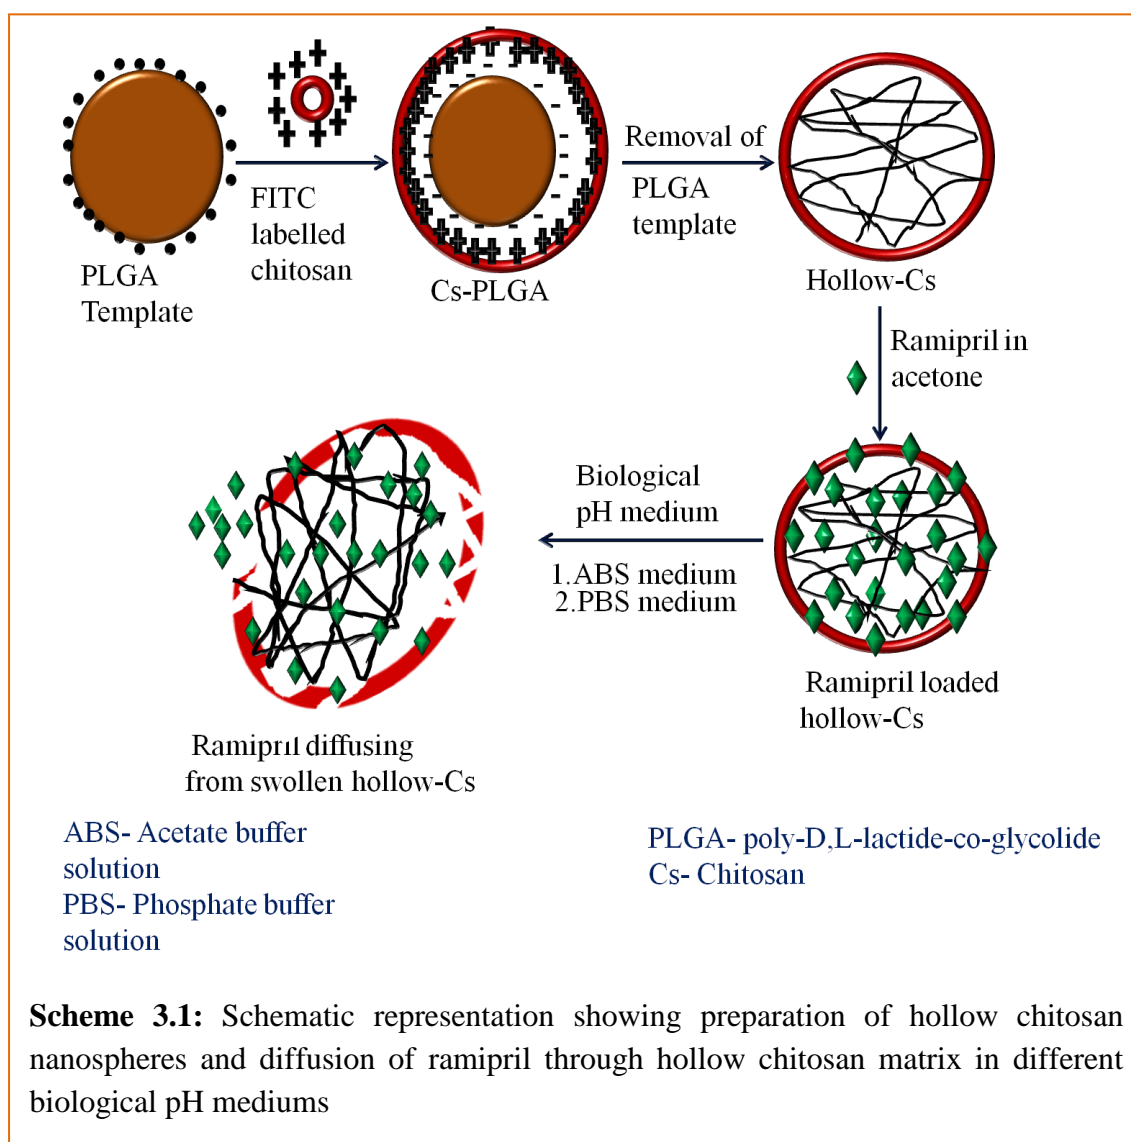 PLGA
Template
FITC
labelled
chitosan
Cs-PLGA
Removal of
PLGA
template
Hollow-Cs
Ramipril in
acetone
Ramipril loaded
hollow-Cs
Biological
pH medium
1.ABS medium
2.PBS medium
Ramipril diffusing
from swollen hollow-Cs
ABS- Acetate buffer
solution
PBS- Phosphate buffer
solution
PLGA- poly-D,L-lactide-co-glycolide
Cs- Chitosan
Scheme 3.1: Schematic representation showing preparation of hollow chitosan
nanospheres and diffusion of ramipril through hollow chitosan matrix in different
biological pH mediums